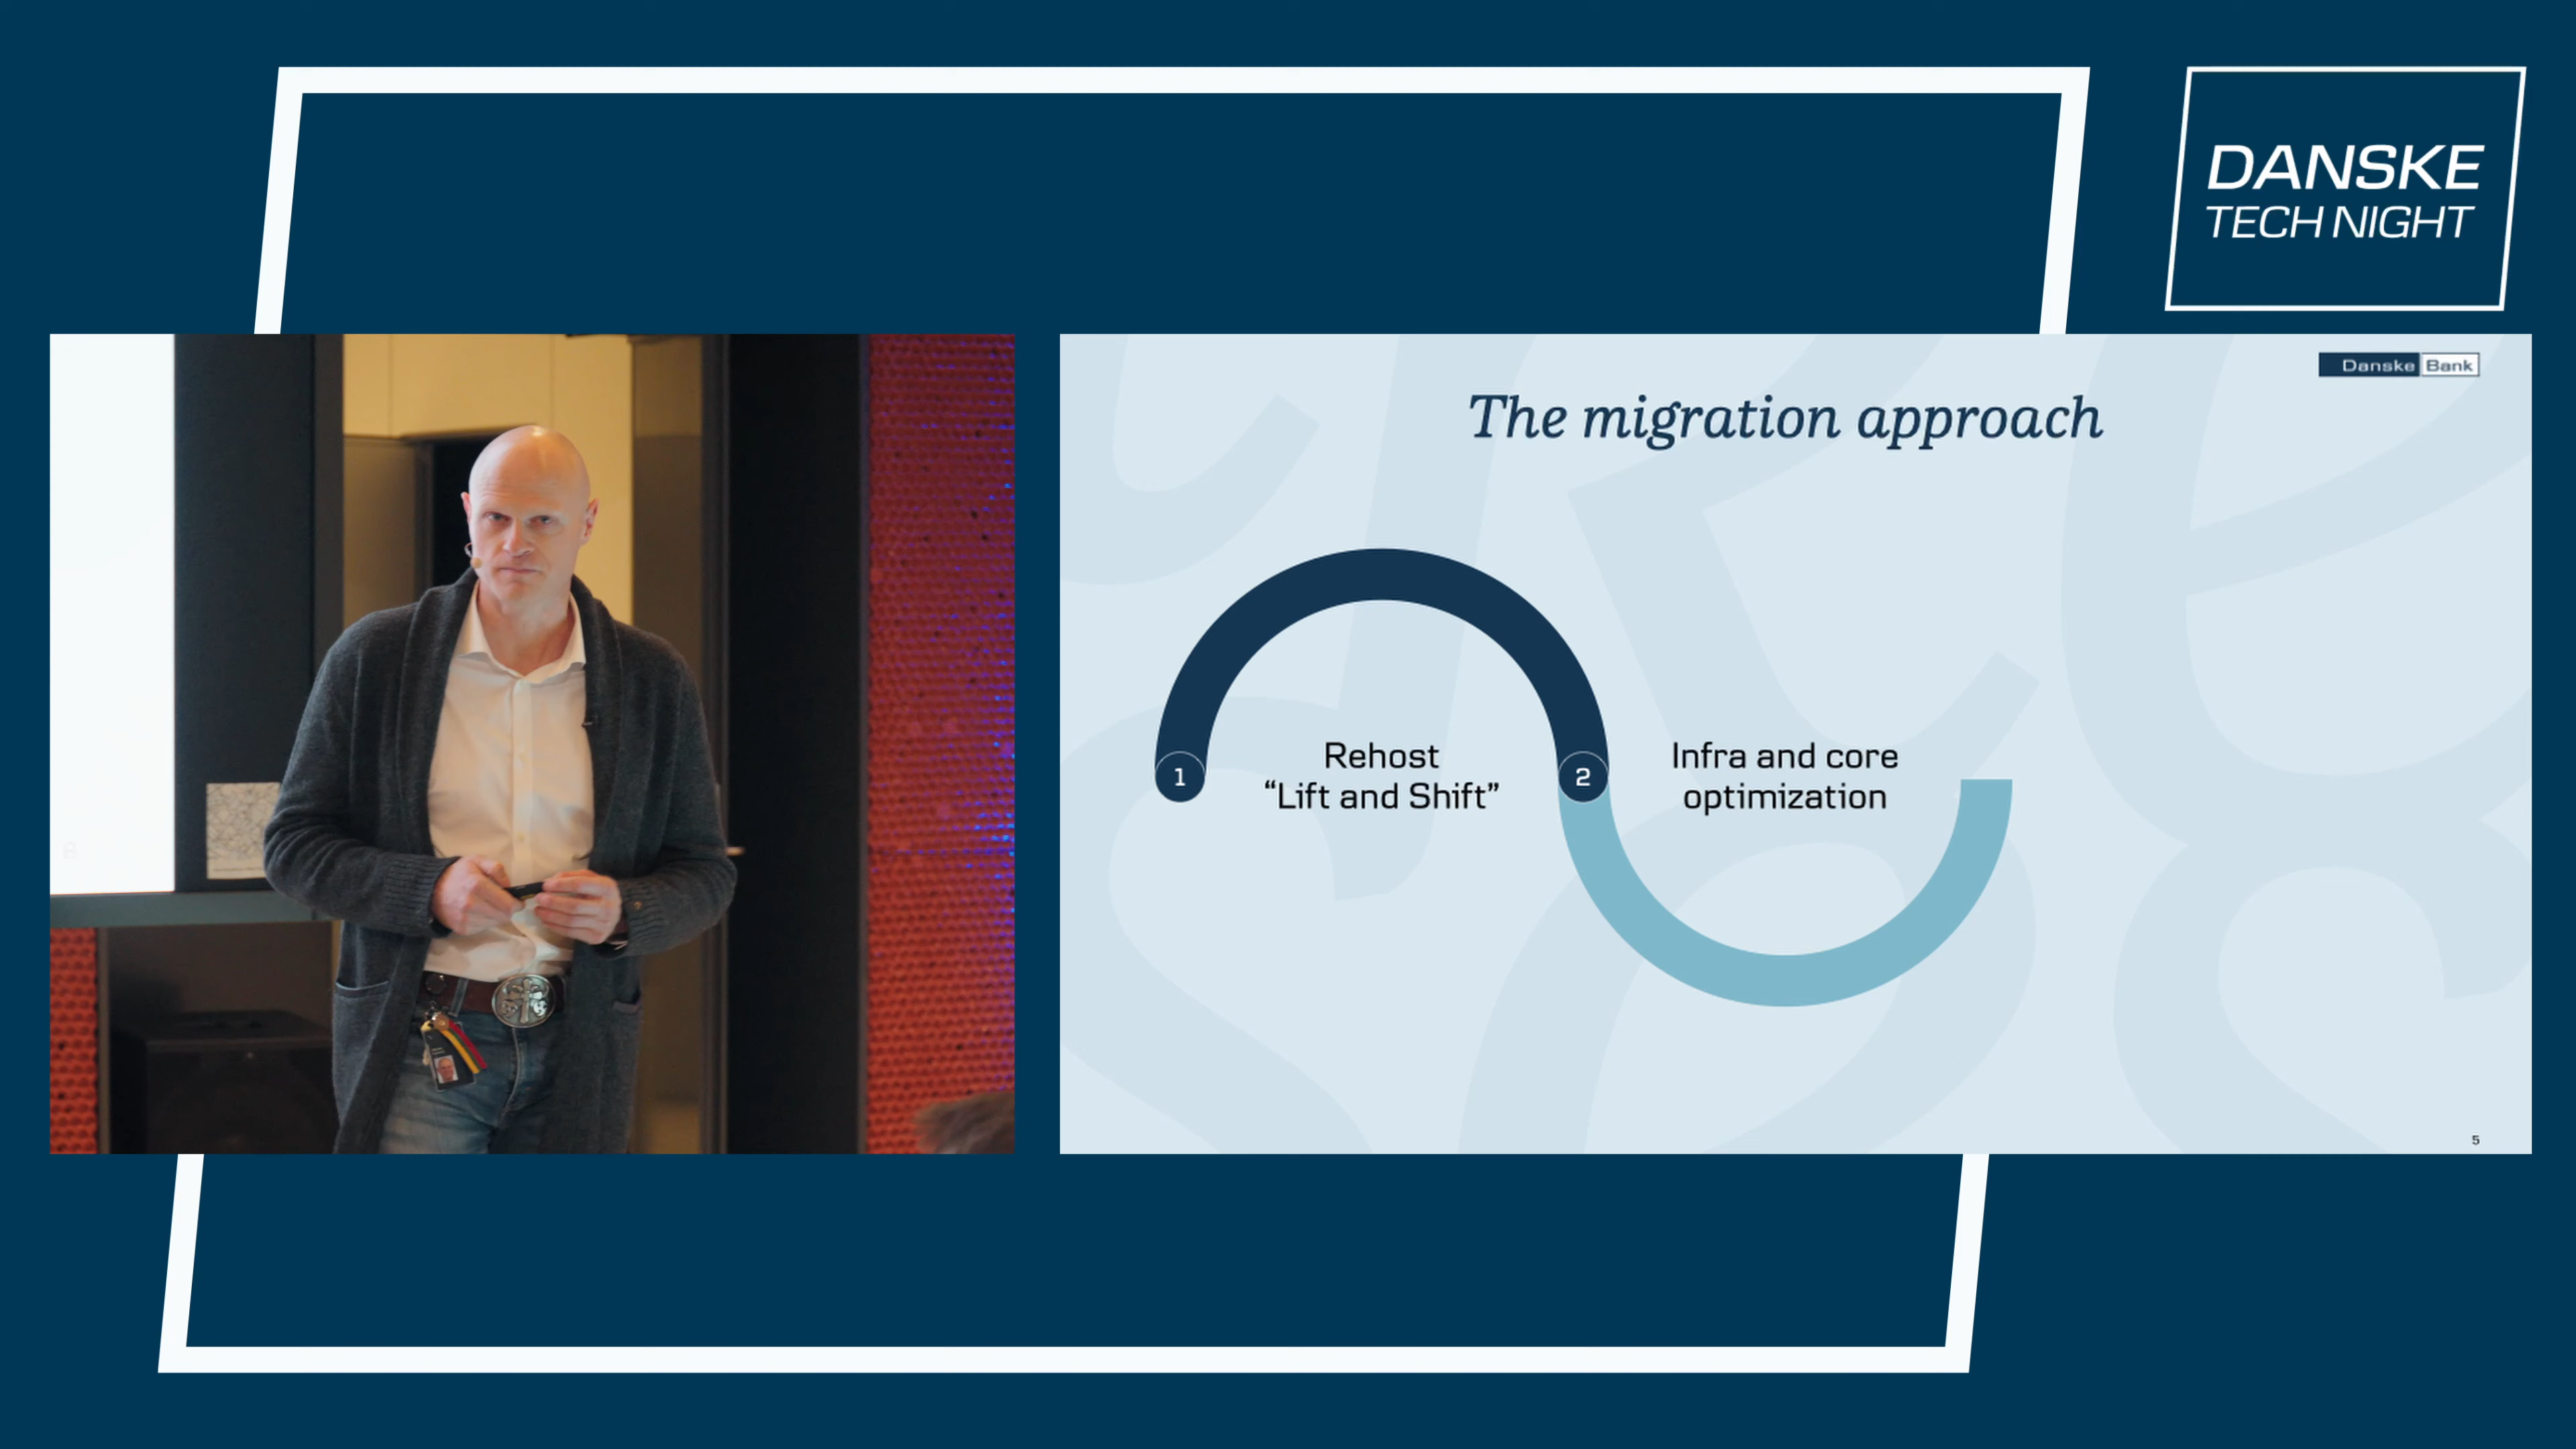 DANSKE
TECH NIGHT
Danske Bank
The migration approach
1
Rehost
“Lift and Shift”
2
Infra and core
optimization
5